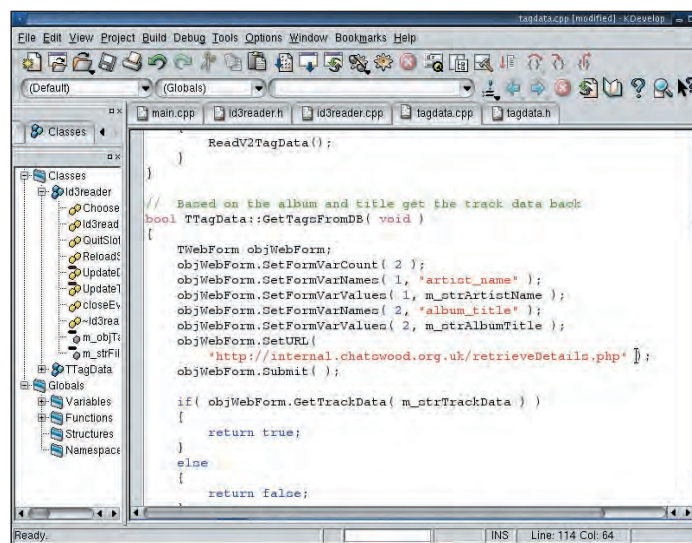 tagdata.cpp [modified] - KDevelop
File Edit View Project Build Debug Tools Options Window Bookmarks Help
(Default) (Globals)
main.cpp id3reader.h id3reader.cpp tagdata.cpp tagdata.h
Classes
Classes
Id3reader
Choose
Id3read
QuitSlot
ReloadS
UpdateD
UpdateT
closeEv
~Id3rea
m_objTa
m_strFil
TTagData
Globals
Variables
Functions
Structures
Namespace
{
ReadV2TagData();
}
}
// Based on the album and title get the track data back
bool TTagData::GetTagsFromDB( void )
{
TWebForm objWebForm;
objWebForm.SetFormVarCount( 2 );
objWebForm.SetFormVarNames( 1, "artist_name" );
objWebForm.SetFormVarValues( 1, m_strArtistName );
objWebForm.SetFormVarNames( 2, "album_title" );
objWebForm.SetFormVarValues( 2, m_strAlbumTitle );
objWebForm.SetURL(
"http://internal.chatswood.org.uk/retrieveDetails.php" );
objWebForm.Submit( );
if( objWebForm.GetTrackData( m_strTrackData ) )
{
return true;
}
else
{
return false;
}
Ready. INS Line: 114 Col: 64